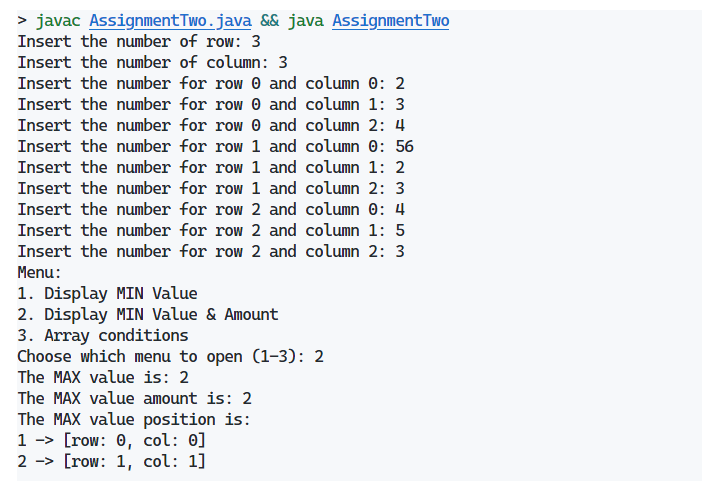 > javac AssignmentTwo.java && java AssignmentTwo
Insert the number of row: 3
Insert the number of column: 3
Insert the number for row 0 and column 0: 2
Insert the number for row 0 and column 1: 3
Insert the number for row 0 and column 2: 4
Insert the number for row 1 and column 0: 56
Insert the number for row 1 and column 1: 2
Insert the number for row 1 and column 2: 3
Insert the number for row 2 and column 0: 4
Insert the number for row 2 and column 1: 5
Insert the number for row 2 and column 2: 3
Menu:
1. Display MIN Value
2. Display MIN Value & Amount
3. Array conditions
Choose which menu to open (1-3): 2
The MAX value is: 2
The MAX value amount is: 2
The MAX value position is:
1 -> [row: 0, col: 0]
2 -> [row: 1, col: 1]